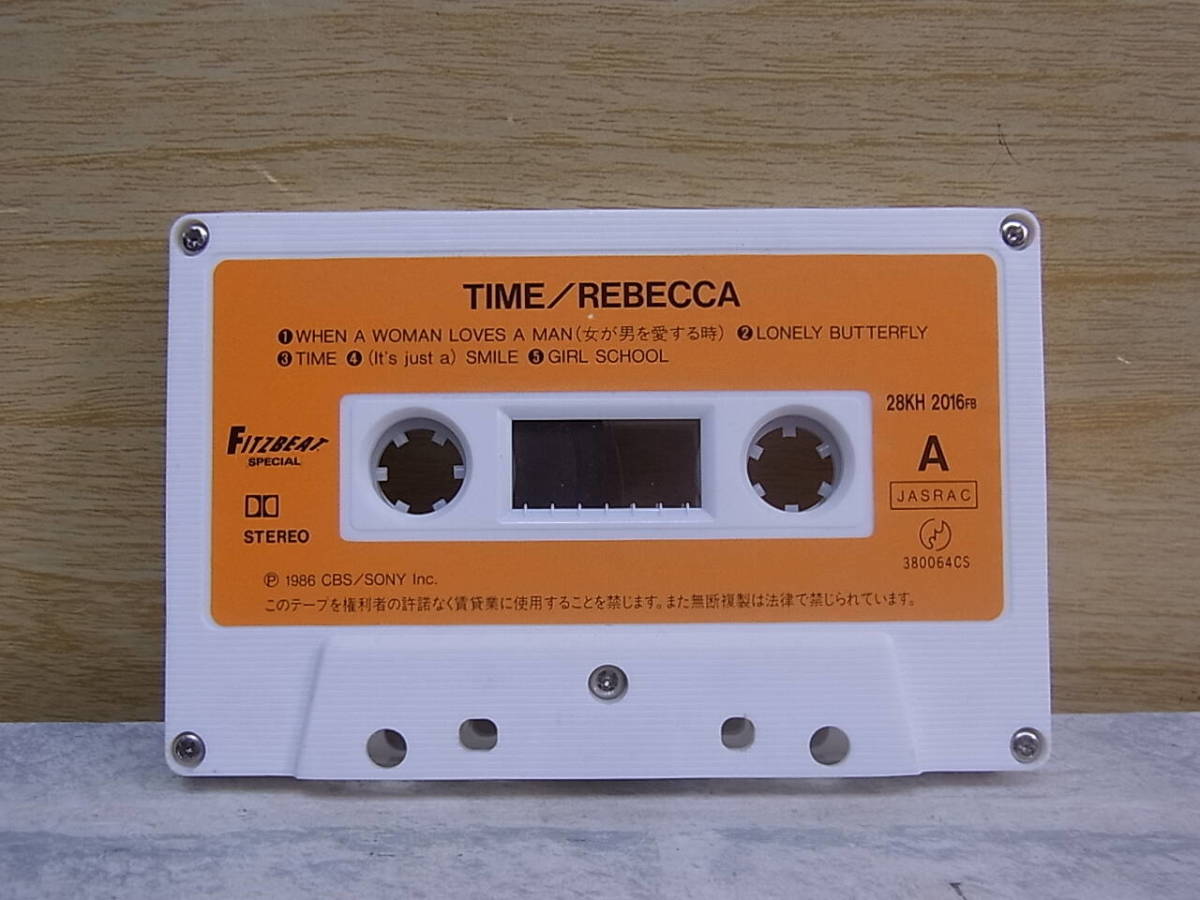 TIME/REBECCA
❶WHEN A WOMAN LOVES A MAN(女が男を愛する時) ❷LONELY BUTTERFLY
❸TIME ❹(It's just a) SMILE ❺GIRL SCHOOL
28KH 2016FB
FITZBEAT
SPECIAL
A
JASRAC
STEREO
380064CS
Ⓟ 1986 CBS/SONY Inc.
このテープを権利者の許諾なく賃貸業に使用することを禁じます。また無断複製は法律で禁じられています。